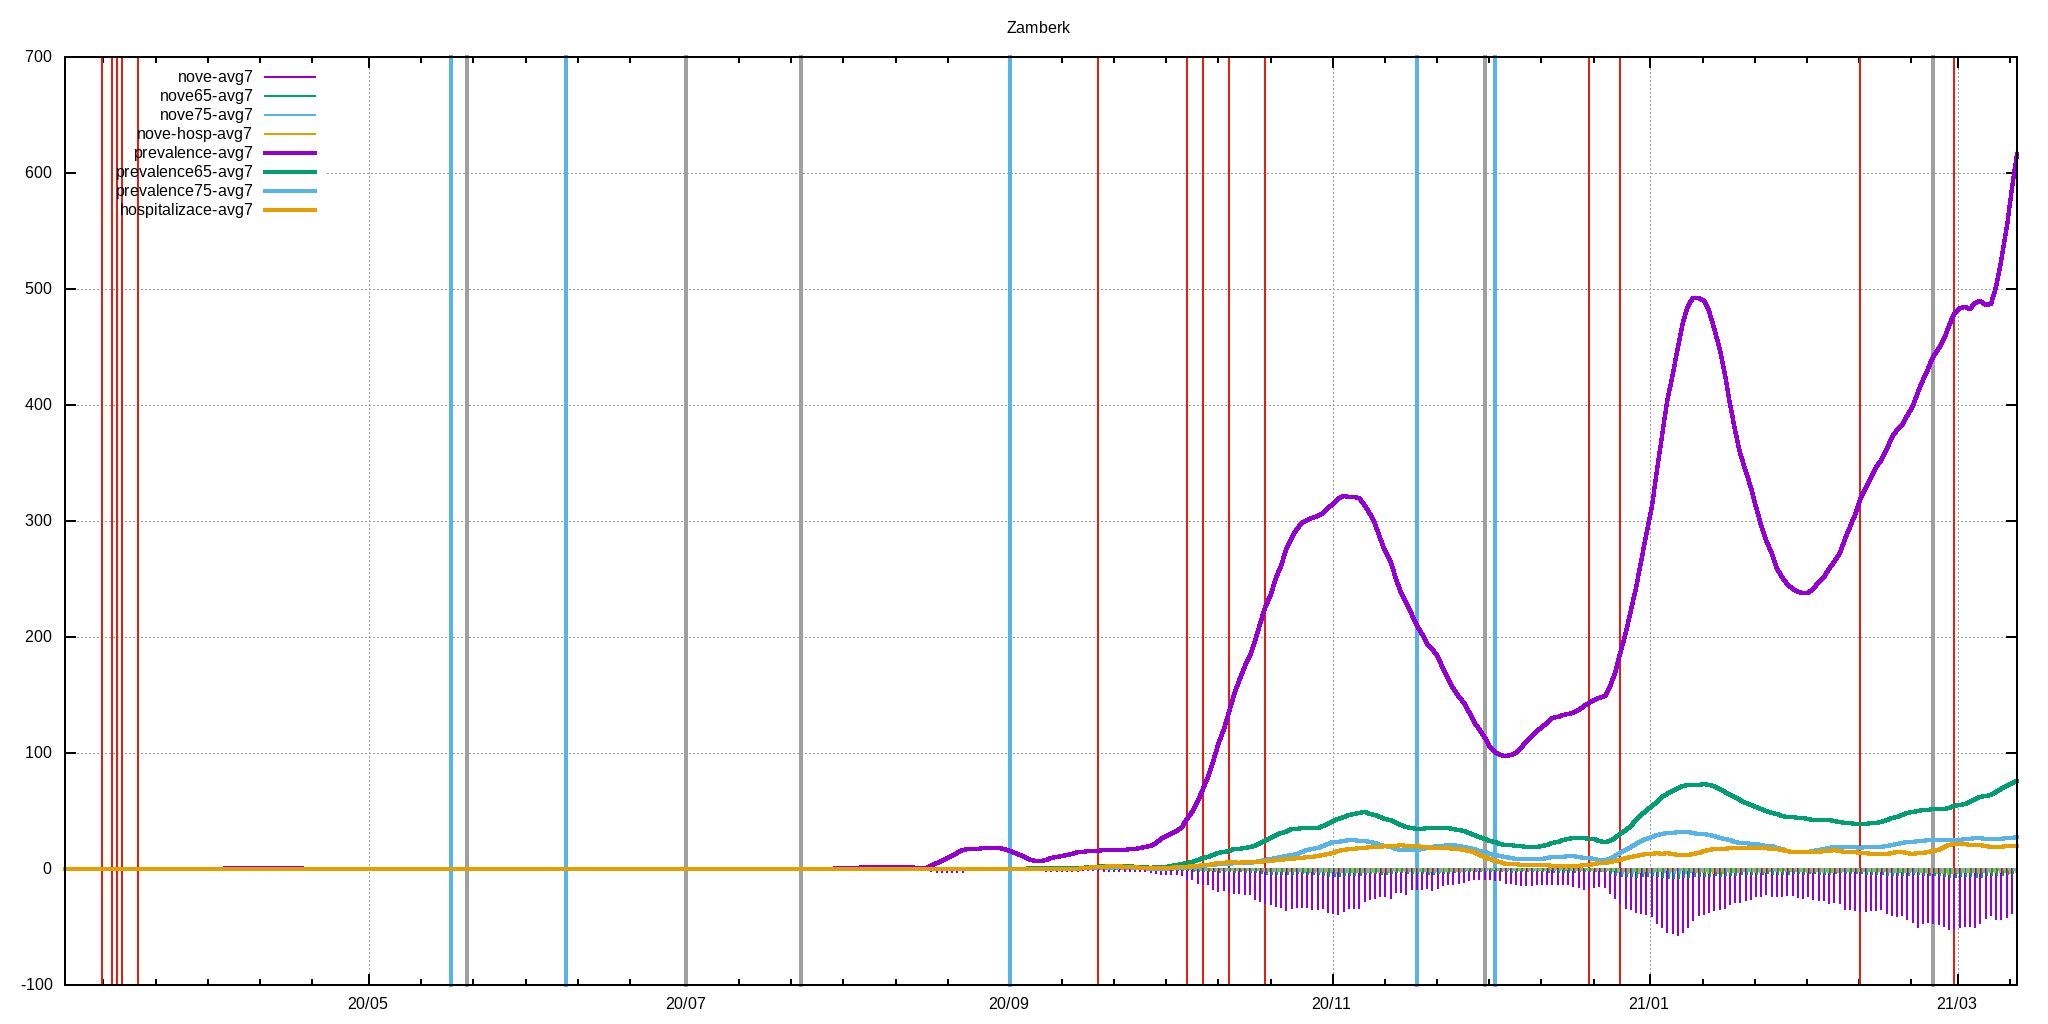 Zamberk
700
600
500
400
300
200
100
0
-100
nove-avg7
nove65-avg7
nove75-avg7
nove-hosp-avg7
prevalence-avg7
prevalence65-avg7
prevalence75-avg7
hospitalizace-avg7
20/05 20/07 20/09 20/11 21/01 21/03